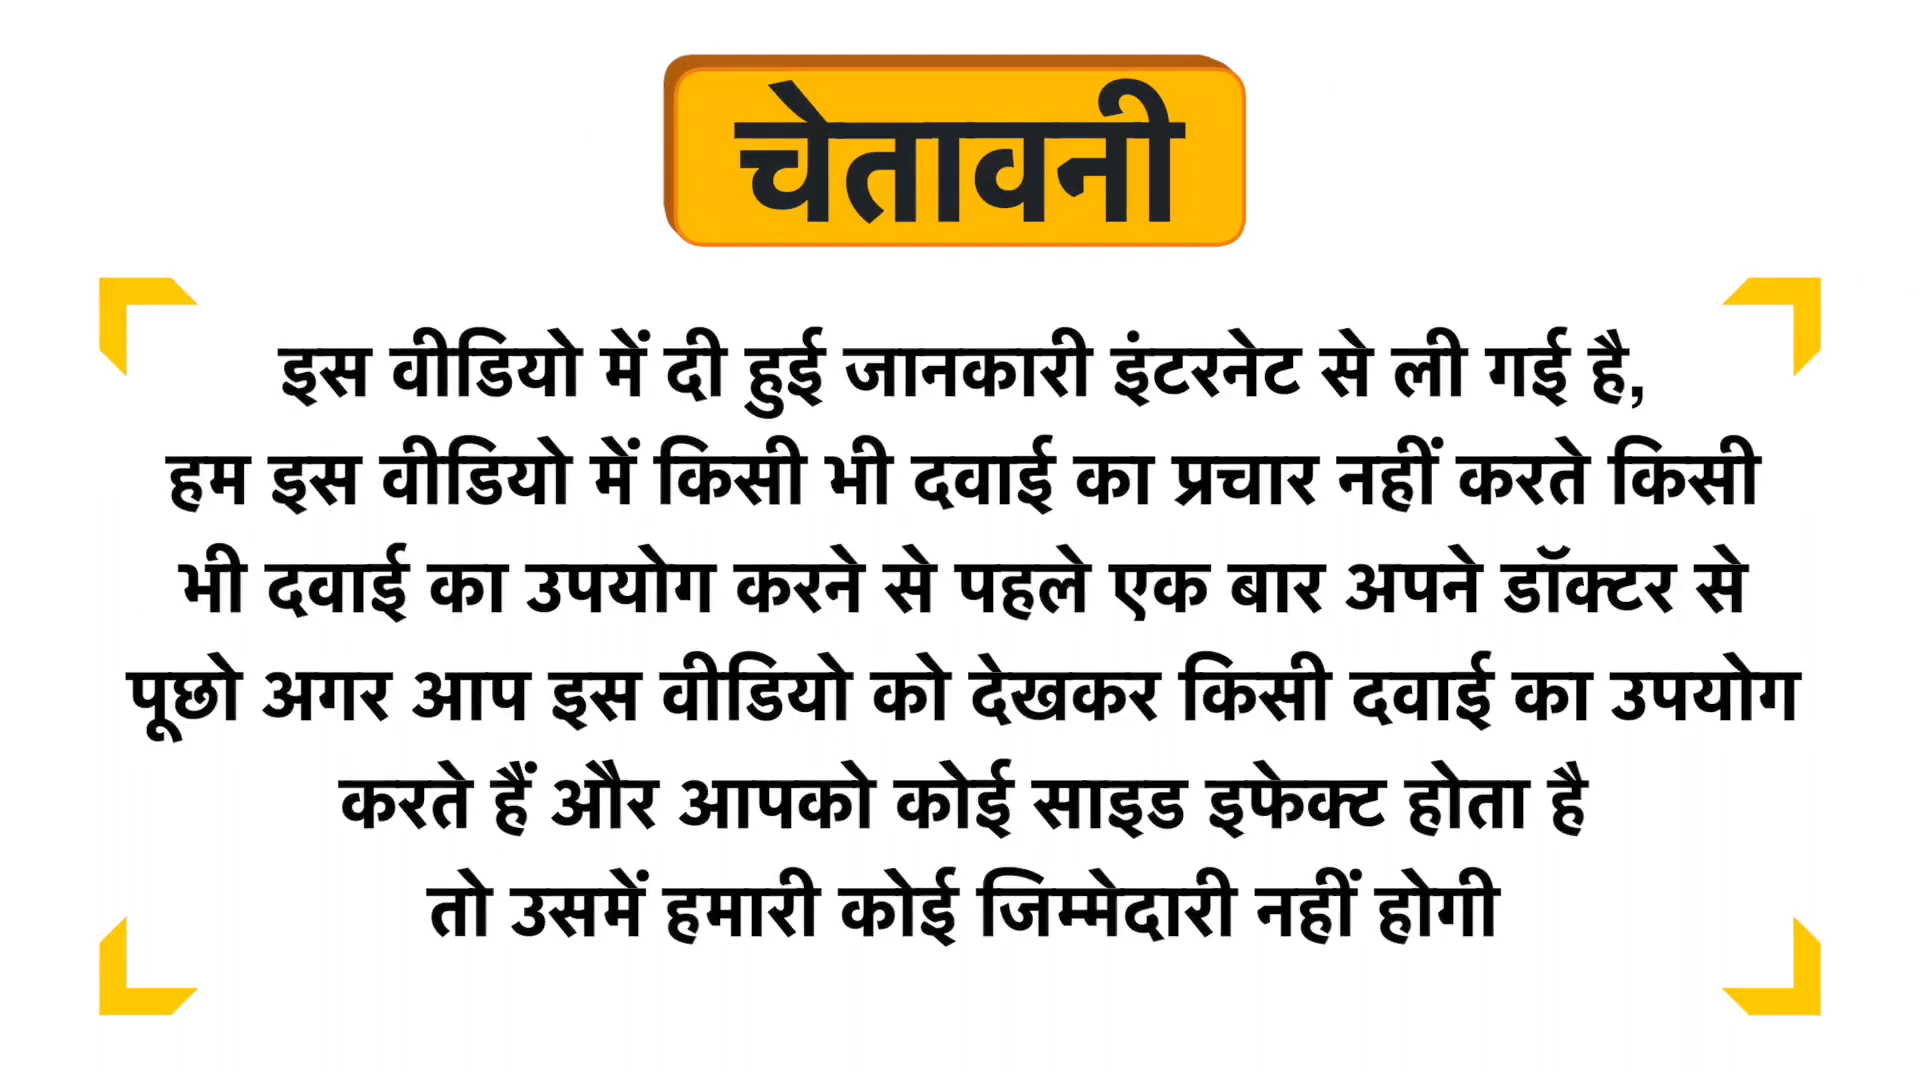 चेतावनी
इस वीडियो में दी हुई जानकारी इंटरनेट से ली गई है,
हम इस वीडियो में किसी भी दवाई का प्रचार नहीं करते किसी
भी दवाई का उपयोग करने से पहले एक बार अपने डॉक्टर से
पूछो अगर आप इस वीडियो को देखकर किसी दवाई का उपयोग
करते हैं और आपको कोई साइड इफेक्ट होता है
तो उसमें हमारी कोई जिम्मेदारी नहीं होगी